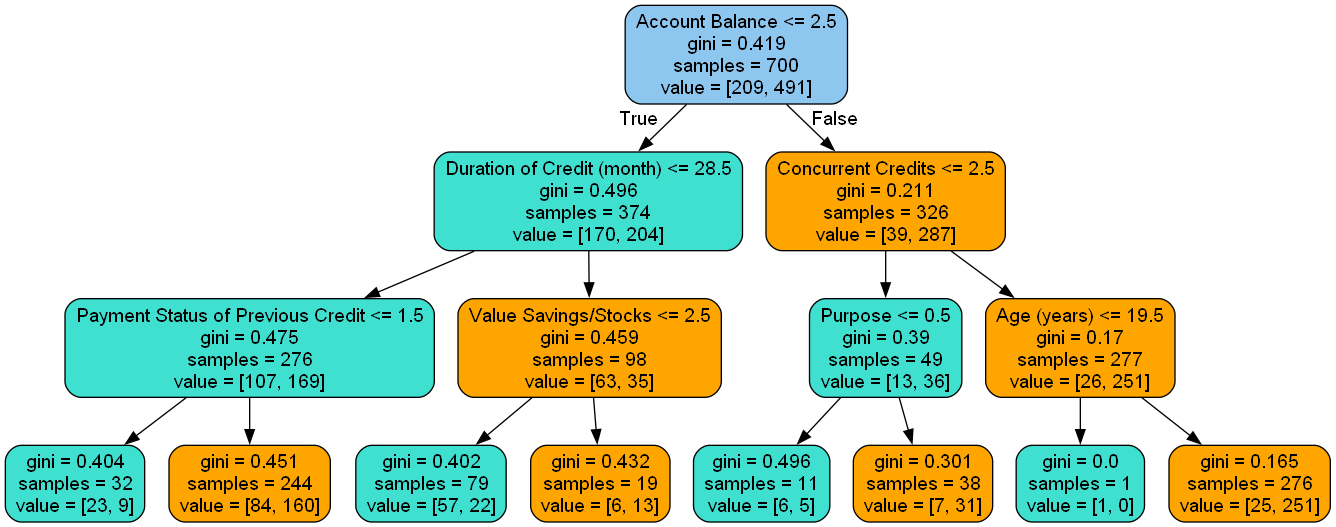 Account Balance <= 2.5
gini = 0.419
samples = 700
value = [209, 491]
True
False
Duration of Credit (month) <= 28.5
gini = 0.496
samples = 374
value = [170, 204]
Concurrent Credits <= 2.5
gini = 0.211
samples = 326
value = [39, 287]
Payment Status of Previous Credit <= 1.5
gini = 0.475
samples = 276
value = [107, 169]
Value Savings/Stocks <= 2.5
gini = 0.459
samples = 98
value = [63, 35]
Purpose <= 0.5
gini = 0.39
samples = 49
value = [13, 36]
Age (years) <= 19.5
gini = 0.17
samples = 277
value = [26, 251]
gini = 0.404
samples = 32
value = [23, 9]
gini = 0.451
samples = 244
value = [84, 160]
gini = 0.402
samples = 79
value = [57, 22]
gini = 0.432
samples = 19
value = [6, 13]
gini = 0.496
samples = 11
value = [6, 5]
gini = 0.301
samples = 38
value = [7, 31]
gini = 0.0
samples = 1
value = [1, 0]
gini = 0.165
samples = 276
value = [25, 251]